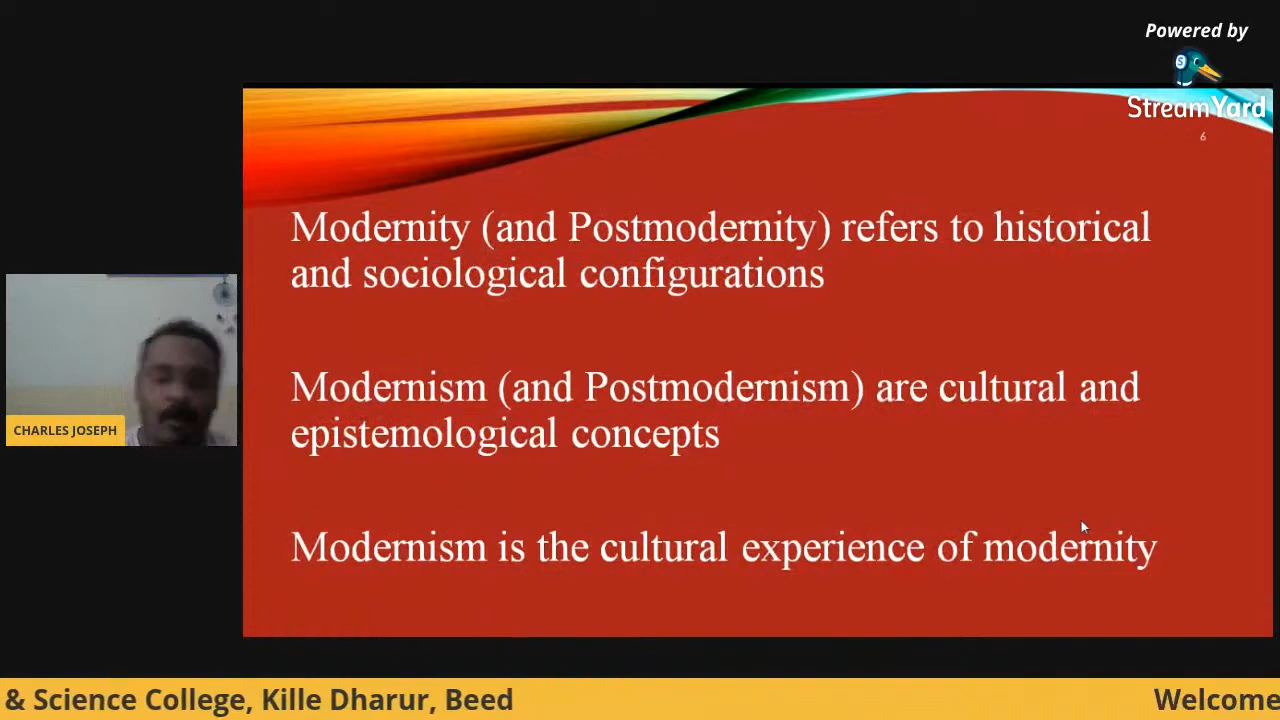 Powered by
StreamYard
6
Modernity (and Postmodernity) refers to historical
and sociological configurations
Modernism (and Postmodernism) are cultural and
epistemological concepts
Modernism is the cultural experience of modernity
CHARLES JOSEPH
& Science College, Kille Dharur, Beed
Welcome